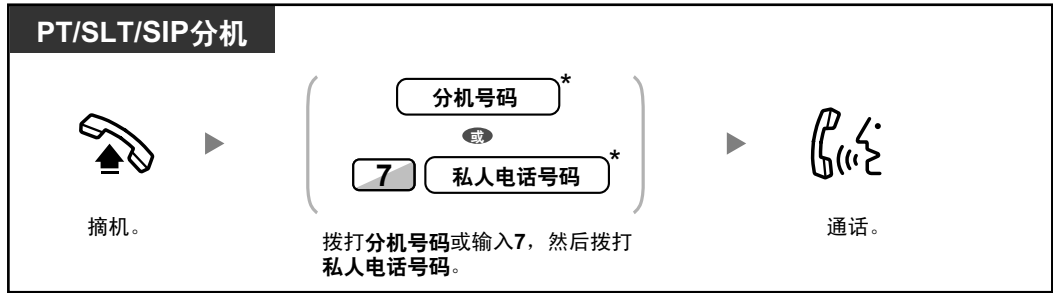 PT/SLT/SIP分机
分机号码*
或
7 私人电话号码*
摘机。
拨打分机号码或输入7，然后拨打
私人电话号码。
通话。